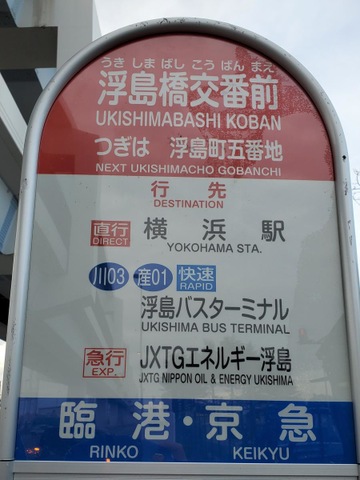 うきしまばしこうばんまえ
浮島橋交番前
UKISHIMABASHI KOBAN
つぎは 浮島町五番地
NEXT UKISHIMACHO GOBANCHI
行先
DESTINATION
直行 横浜駅
DIRECT YOKOHAMA STA.
川03 産01 快速
RAPID
浮島バスターミナル
UKISHIMA BUS TERMINAL
急行 JXTGエネルギー浮島
EXP. JXTG NIPPON OIL & ENERGY UKISHIMA
臨港・京急
RINKO KEIKYU